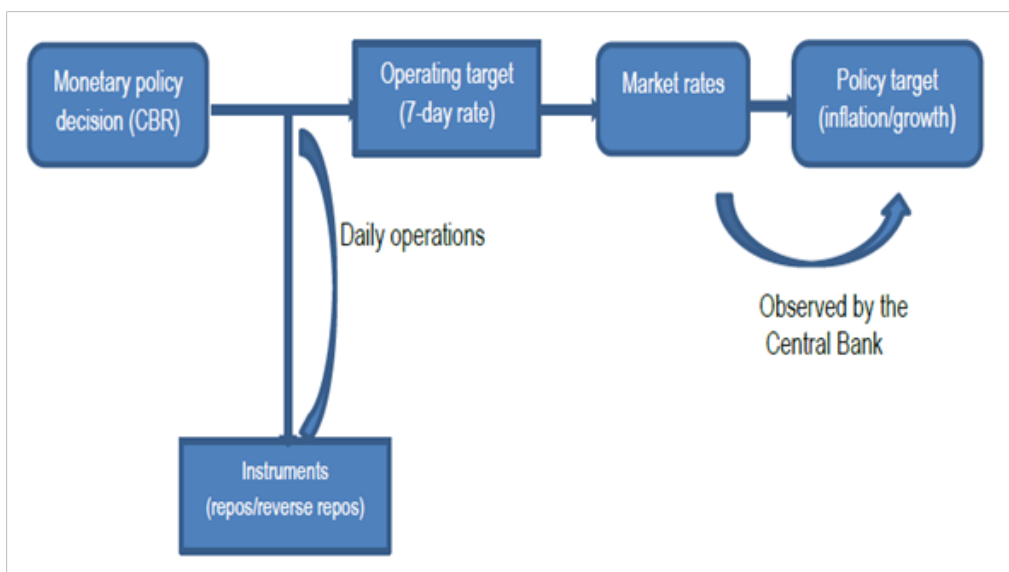 Monetary policy
decision (CBR)
Operating target
(7-day rate)
Market rates
Policy target
(inflation/growth)
Daily operations
Observed by the
Central Bank
Instruments
(repos/reverse repos)